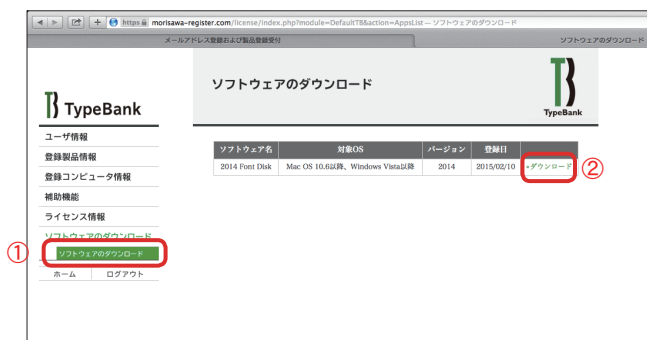 https morisawa-register.com/license/index.php?module=DefaultTB&action=AppsList — ソフトウェアのダウンロード
メールアドレス登録および製品登録受付
ソフトウェアのダウンロード
TypeBank
ユーザ情報
登録製品情報
登録コンピュータ情報
補助機能
ライセンス情報
ソフトウェアのダウンロード
① ソフトウェアのダウンロード
ホーム ログアウト
ソフトウェアのダウンロード
TypeBank
ソフトウェア名 対象OS バージョン 登録日
2014 Font Disk Mac OS 10.6以降、Windows Vista以降 2014 2015/02/10 »ダウンロード ②